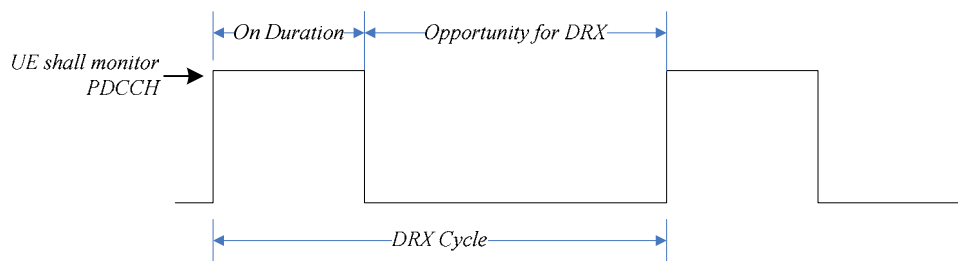 On Duration
Opportunity for DRX
UE shall monitor
PDCCH
DRX Cycle